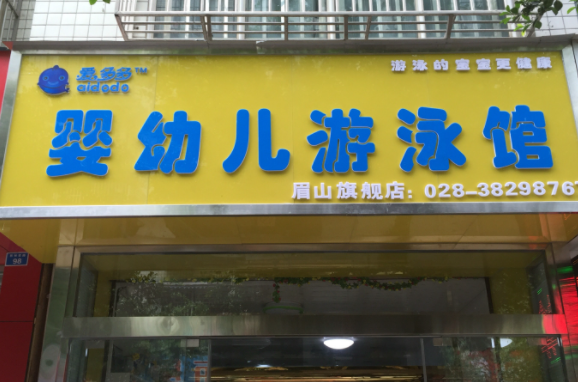 爱多多™
aidodo
游泳的宝宝更健康
婴幼儿游泳馆
眉山旗舰店：028-3829876
98